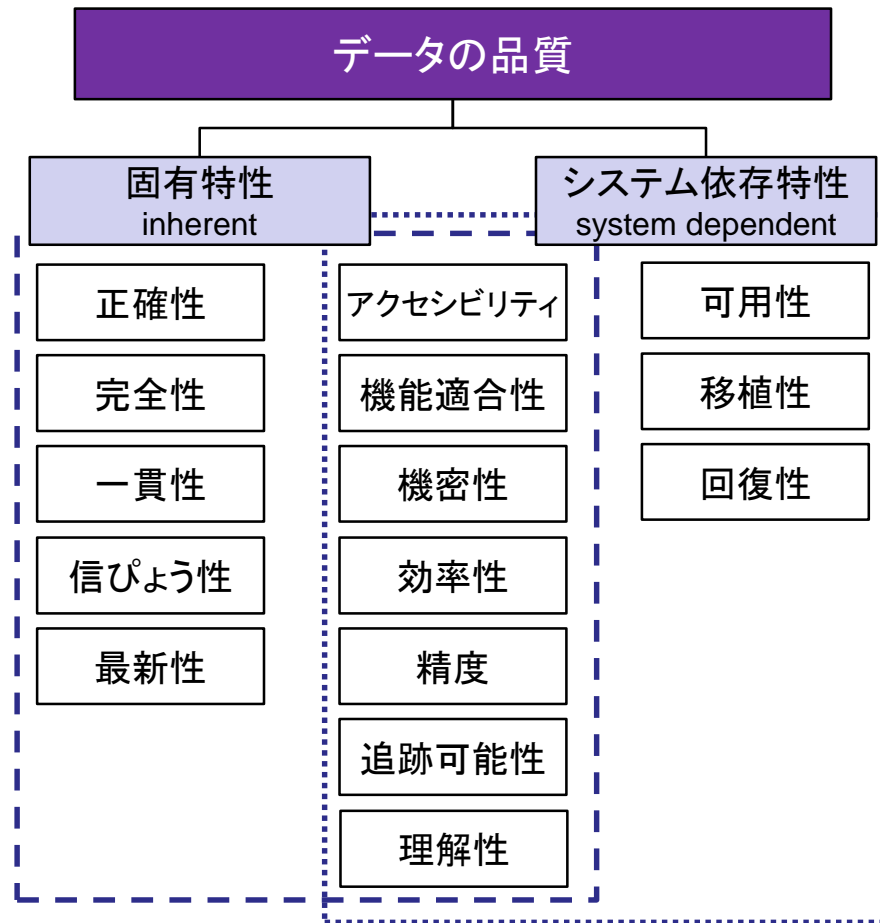 データの品質
固有特性
inherent
システム依存特性
system dependent
正確性
完全性
一貫性
信ぴょう性
最新性
アクセシビリティ
機能適合性
機密性
効率性
精度
追跡可能性
理解性
可用性
移植性
回復性